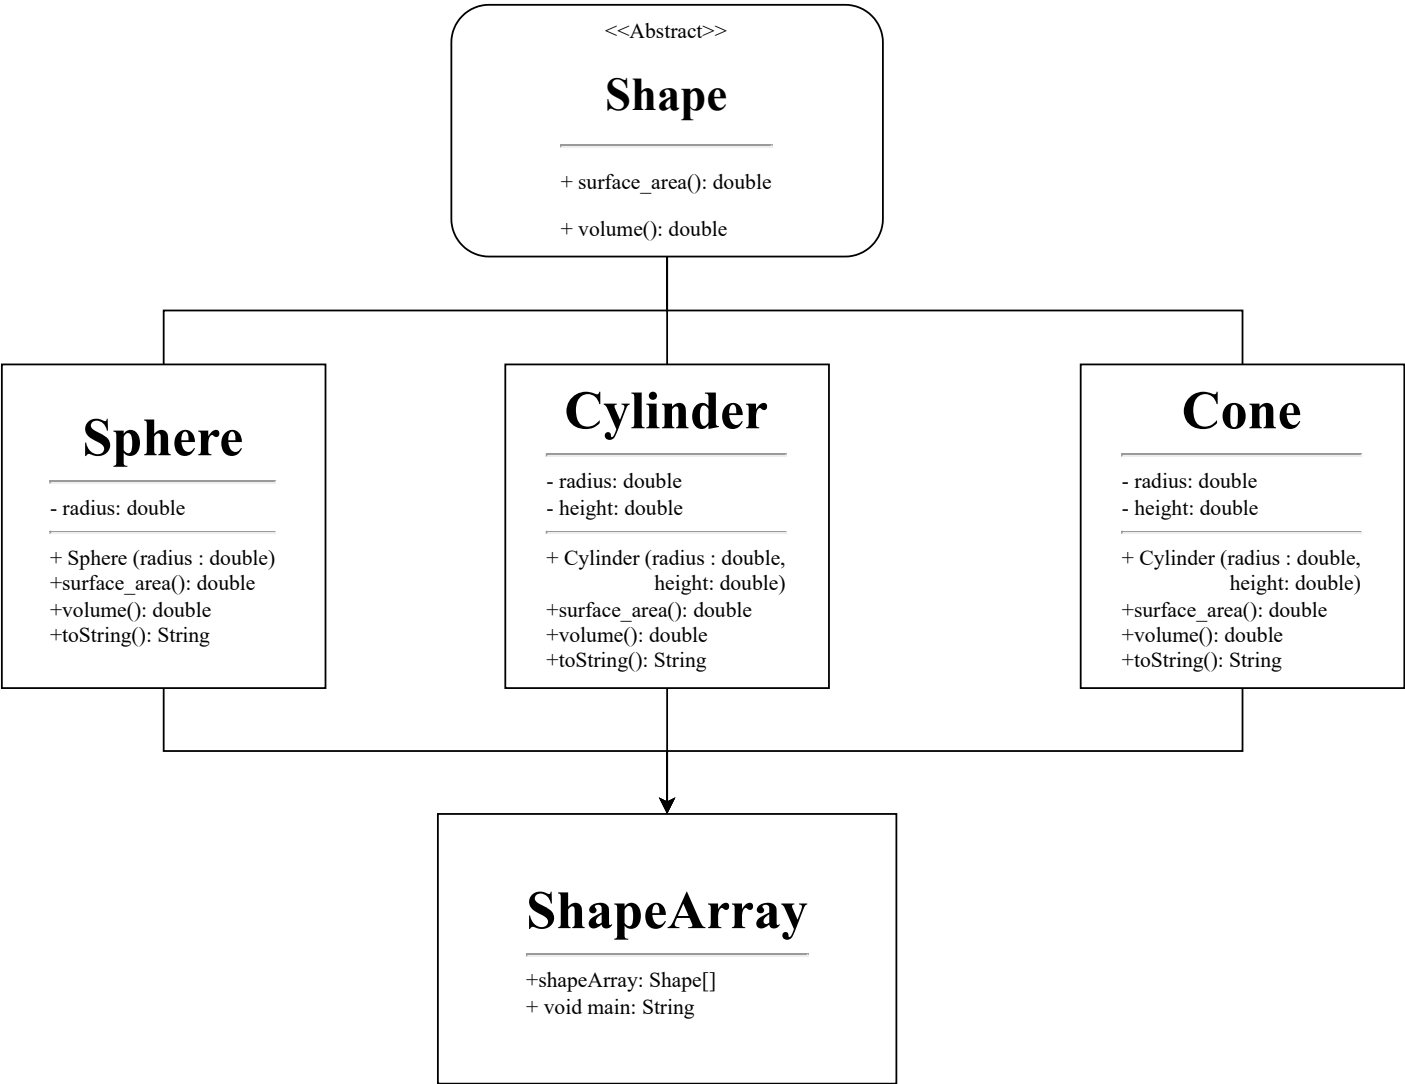 <<Abstract>>
Shape
+ surface_area(): double
+ volume(): double
Sphere
- radius: double
+ Sphere (radius : double)
+surface_area(): double
+volume(): double
+toString(): String
Cylinder
- radius: double
- height: double
+ Cylinder (radius : double,
height: double)
+surface_area(): double
+volume(): double
+toString(): String
Cone
- radius: double
- height: double
+ Cylinder (radius : double,
height: double)
+surface_area(): double
+volume(): double
+toString(): String
ShapeArray
+shapeArray: Shape[]
+ void main: String